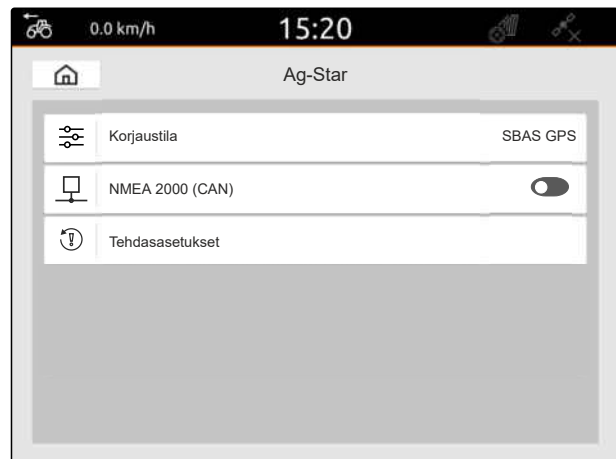 0.0 km/h
15:20
Ag-Star
Korjaustila
SBAS GPS
NMEA 2000 (CAN)
Tehdasasetukset